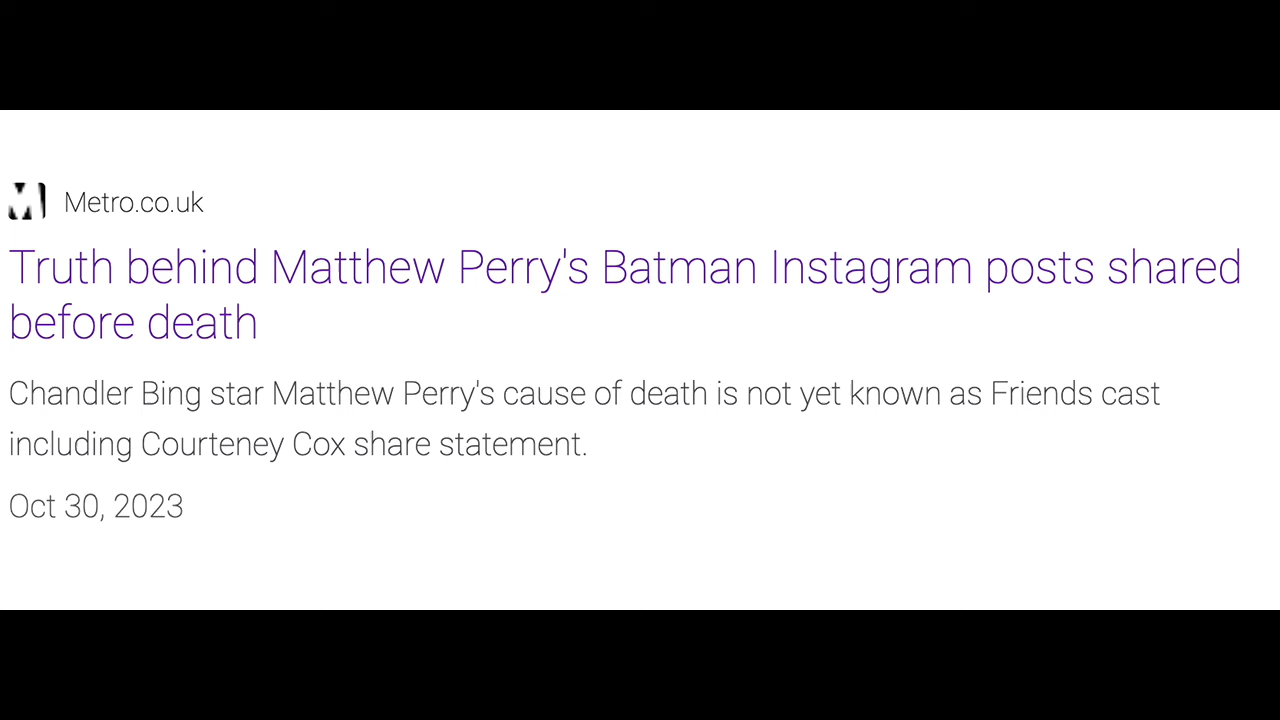 Metro.co.uk
Truth behind Matthew Perry's Batman Instagram posts shared
before death
Chandler Bing star Matthew Perry's cause of death is not yet known as Friends cast
including Courteney Cox share statement.
Oct 30, 2023